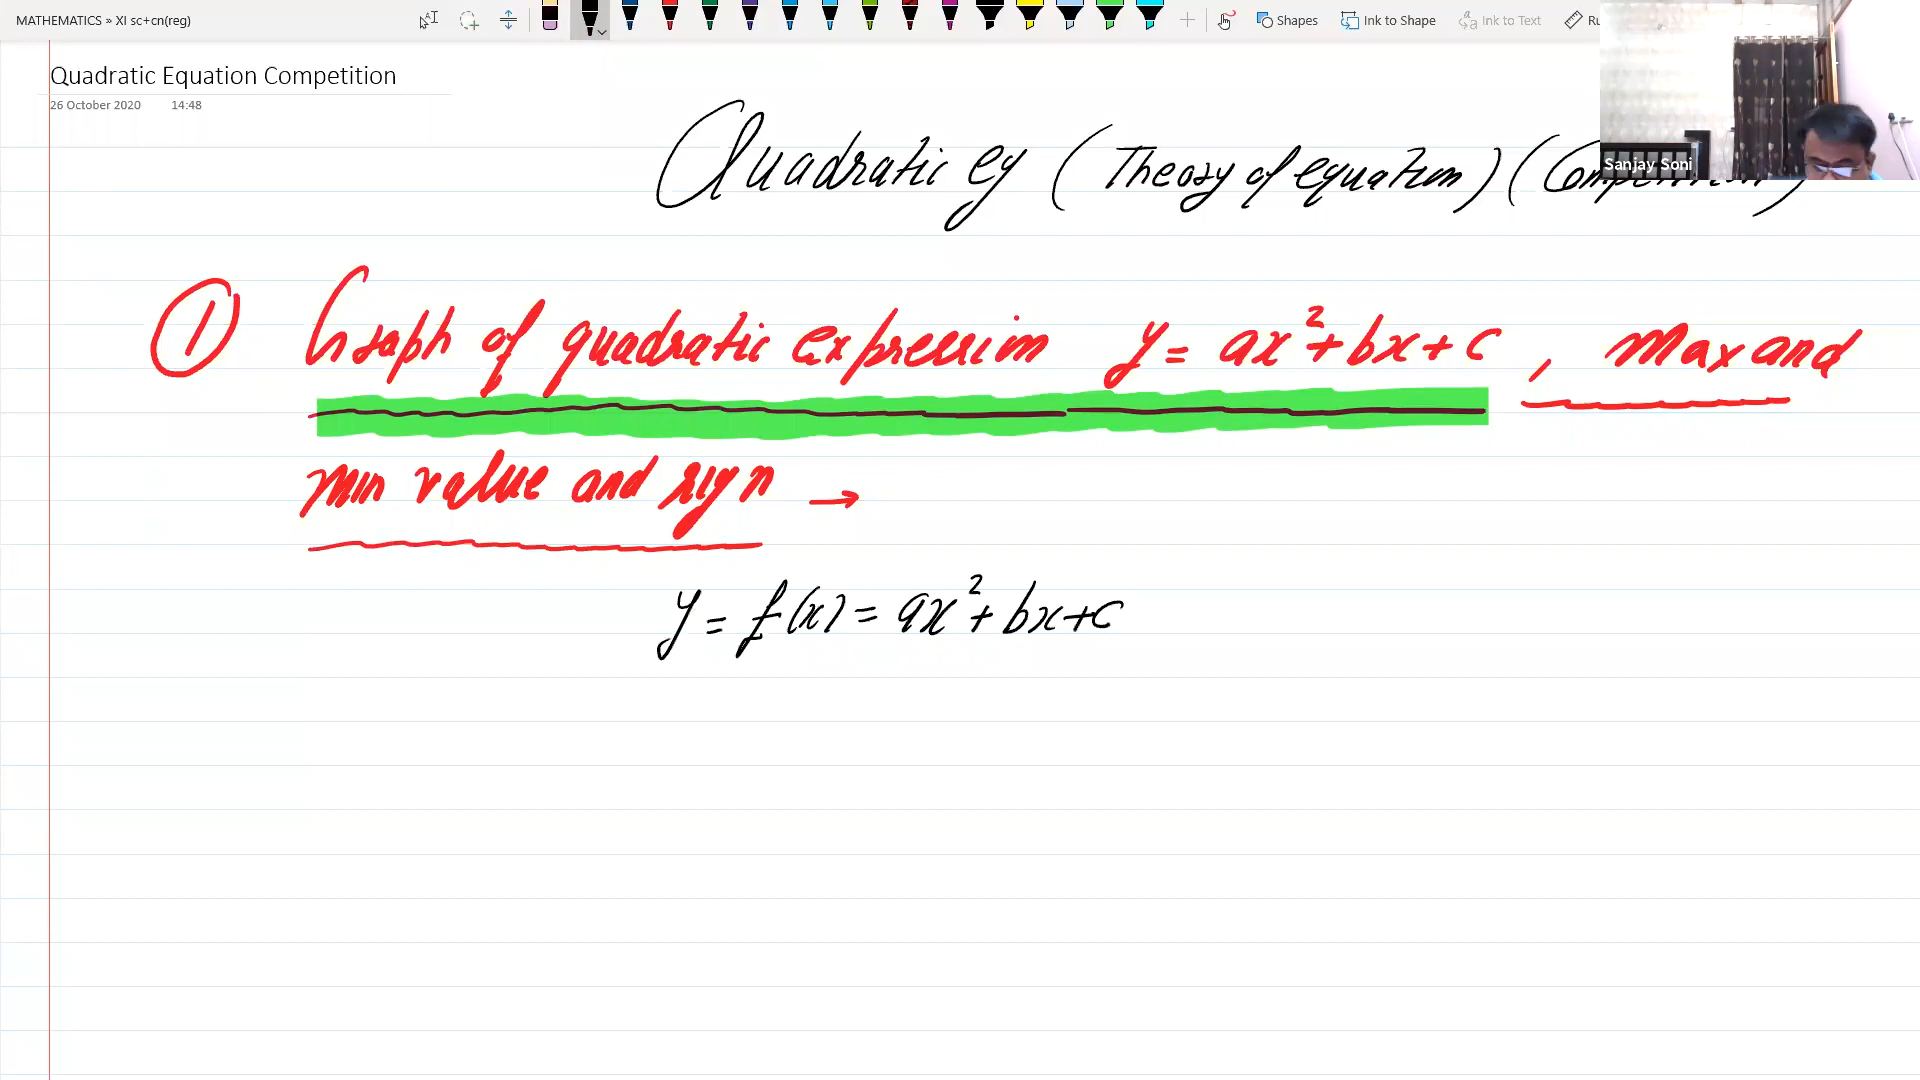 MATHEMATICS » XI sc+cn(reg)
Shapes Ink to Shape Ink to Text
Quadratic Equation Competition
26 October 2020 14:48
Quadratic eq (Theory of equation) (Competition)
Sanjay Soni
1 Graph of quadratic expression y = ax²+bx+c , Max and
min value and sign →
y = f(x) = ax²+bx+c